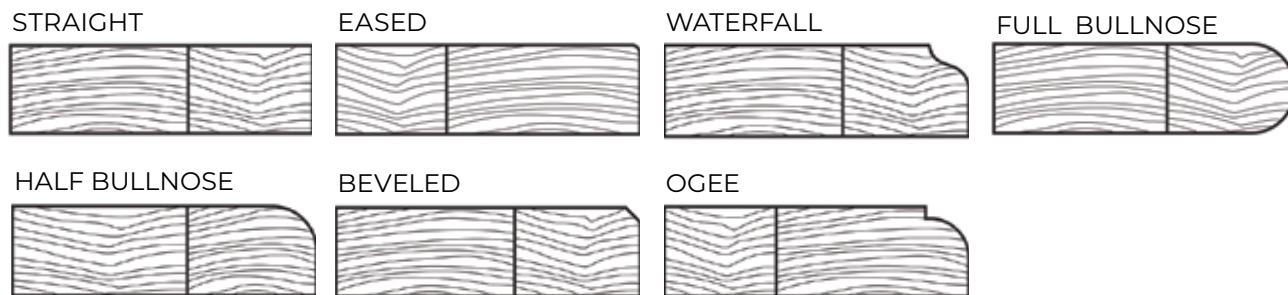 STRAIGHT
EASED
WATERFALL
FULL BULLNOSE
HALF BULLNOSE
BEVELED
OGEE